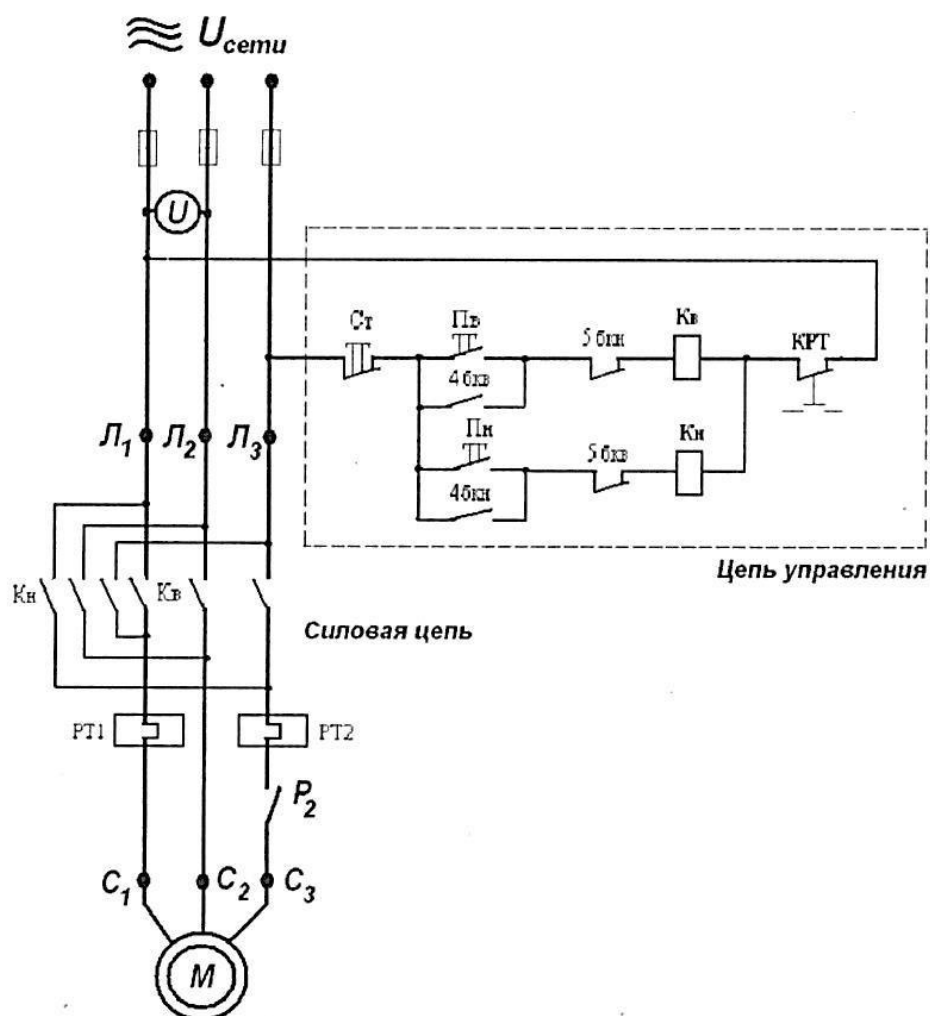 U сети
U
Ст
Пв
5 бкн
Кв
КРТ
4 бкв
Пн
5 бкв
Кн
4бкн
Л1
Л2
Л3
Цепь управления
Кн
Кв
Силовая цепь
РТ1
РТ2
Р2
С1
С2
С3
М